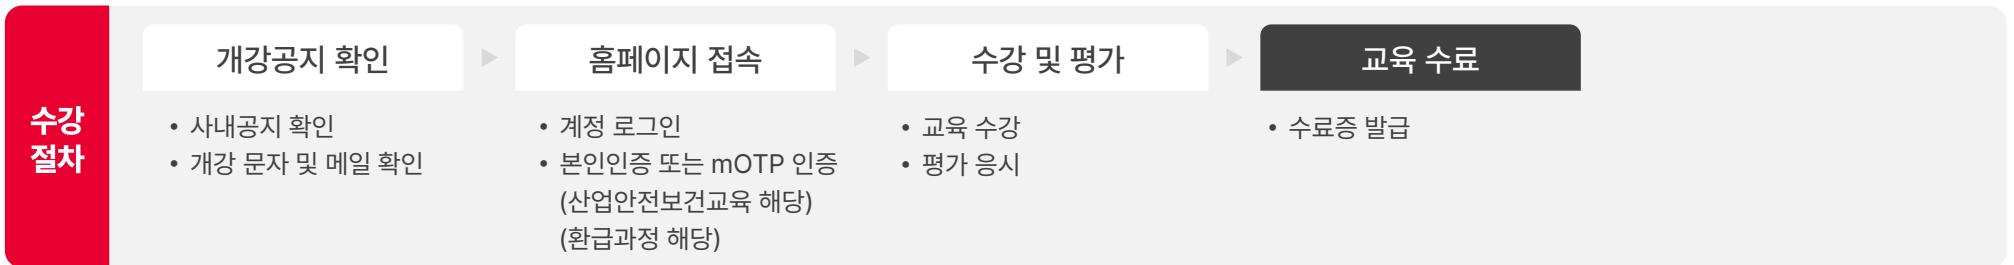 수강
절차
개강공지 확인
• 사내공지 확인
• 개강 문자 및 메일 확인
홈페이지 접속
• 계정 로그인
• 본인인증 또는 mOTP 인증
(산업안전보건교육 해당)
(환급과정 해당)
수강 및 평가
• 교육 수강
• 평가 응시
교육 수료
• 수료증 발급